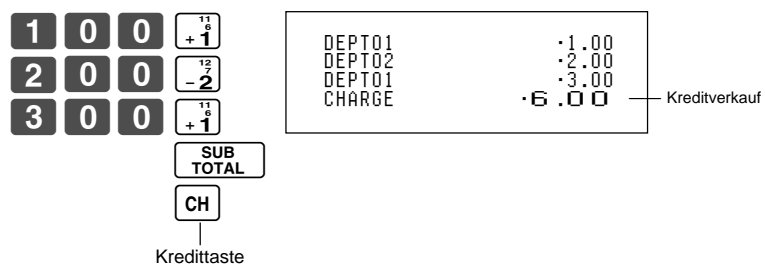 1 0 0 11 6 + 1
2 0 0 12 7 - 2
3 0 0 11 6 + 1
SUB
TOTAL
CH
Kredittaste
DEPT01 ·1.00
DEPT02 ·2.00
DEPT01 ·3.00
CHARGE ·6.00
Kreditverkauf